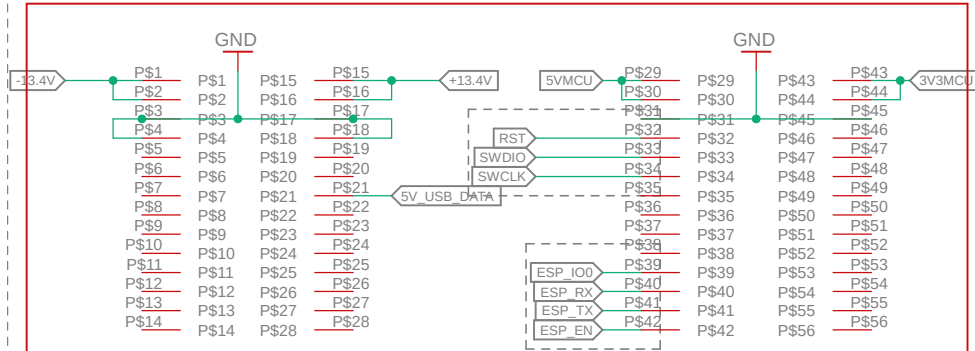 GND
GND
-13.4V
P$1 P$1 P$15 P$15
+13.4V
5VMCU
P$29 P$29 P$43 P$43
3V3MCU
P$2 P$2 P$16 P$16
P$30 P$30 P$44 P$44
P$3 P$3 P$17 P$17
P$31 P$31 P$45 P$45
P$4 P$4 P$18 P$18
RST
P$32 P$32 P$46 P$46
P$5 P$5 P$19 P$19
SWDIO
P$33 P$33 P$47 P$47
P$6 P$6 P$20 P$20
SWCLK
P$34 P$34 P$48 P$48
P$7 P$7 P$21 P$21
5V_USB_DATA
P$35 P$35 P$49 P$49
P$8 P$8 P$22 P$22
P$36 P$36 P$50 P$50
P$9 P$9 P$23 P$23
P$37 P$37 P$51 P$51
P$10 P$10 P$24 P$24
P$38 P$38 P$52 P$52
P$11 P$11 P$25 P$25
ESP_IO0
P$39 P$39 P$53 P$53
P$12 P$12 P$26 P$26
ESP_RX
P$40 P$40 P$54 P$54
P$13 P$13 P$27 P$27
ESP_TX
P$41 P$41 P$55 P$55
P$14 P$14 P$28 P$28
ESP_EN
P$42 P$42 P$56 P$56